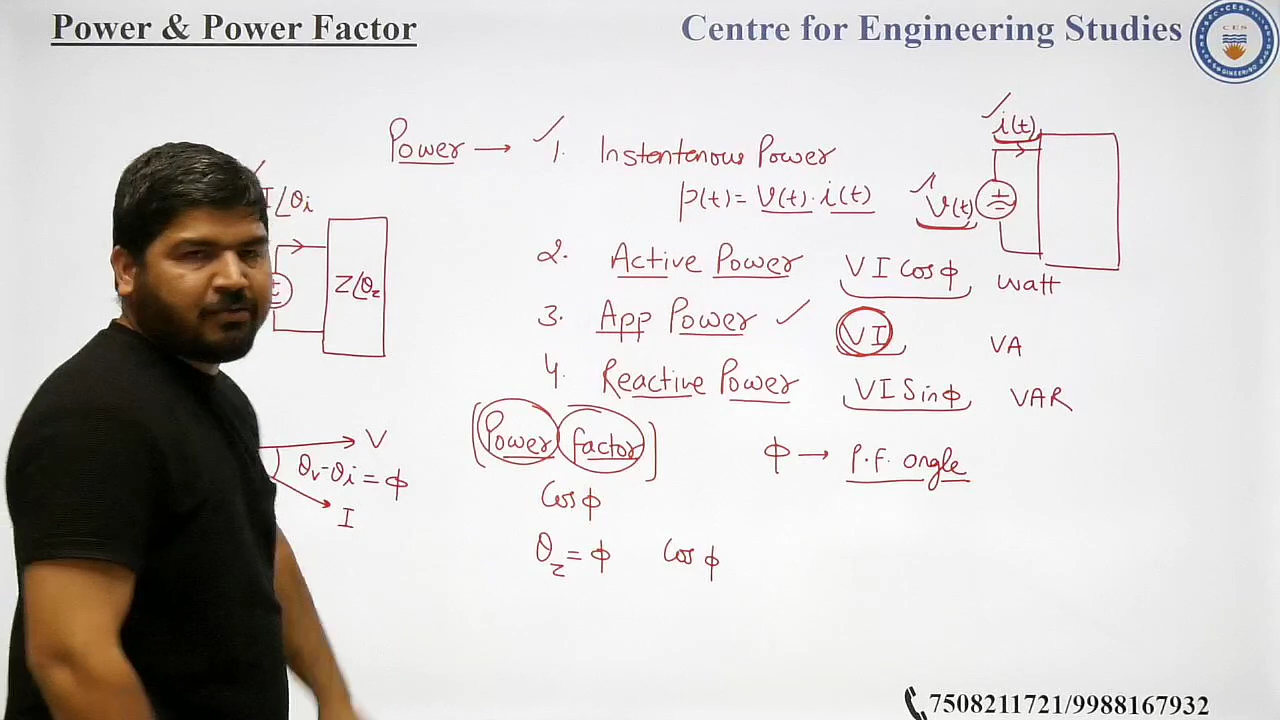 Power & Power Factor
Centre for Engineering Studies
CES
Power → 1. Instentenous Power
p(t) = V(t) · i(t)
i(t)
V(t)
I∠θi
Z∠θz
2. Active Power VI Cosϕ watt
3. App Power ✓ VI VA
4. Reactive Power VI Sinϕ VAR
[Power factor]
ϕ → P.f. angle
V
θv-θi = ϕ
I
Cosϕ
θz = ϕ Cosϕ
7508211721/9988167932